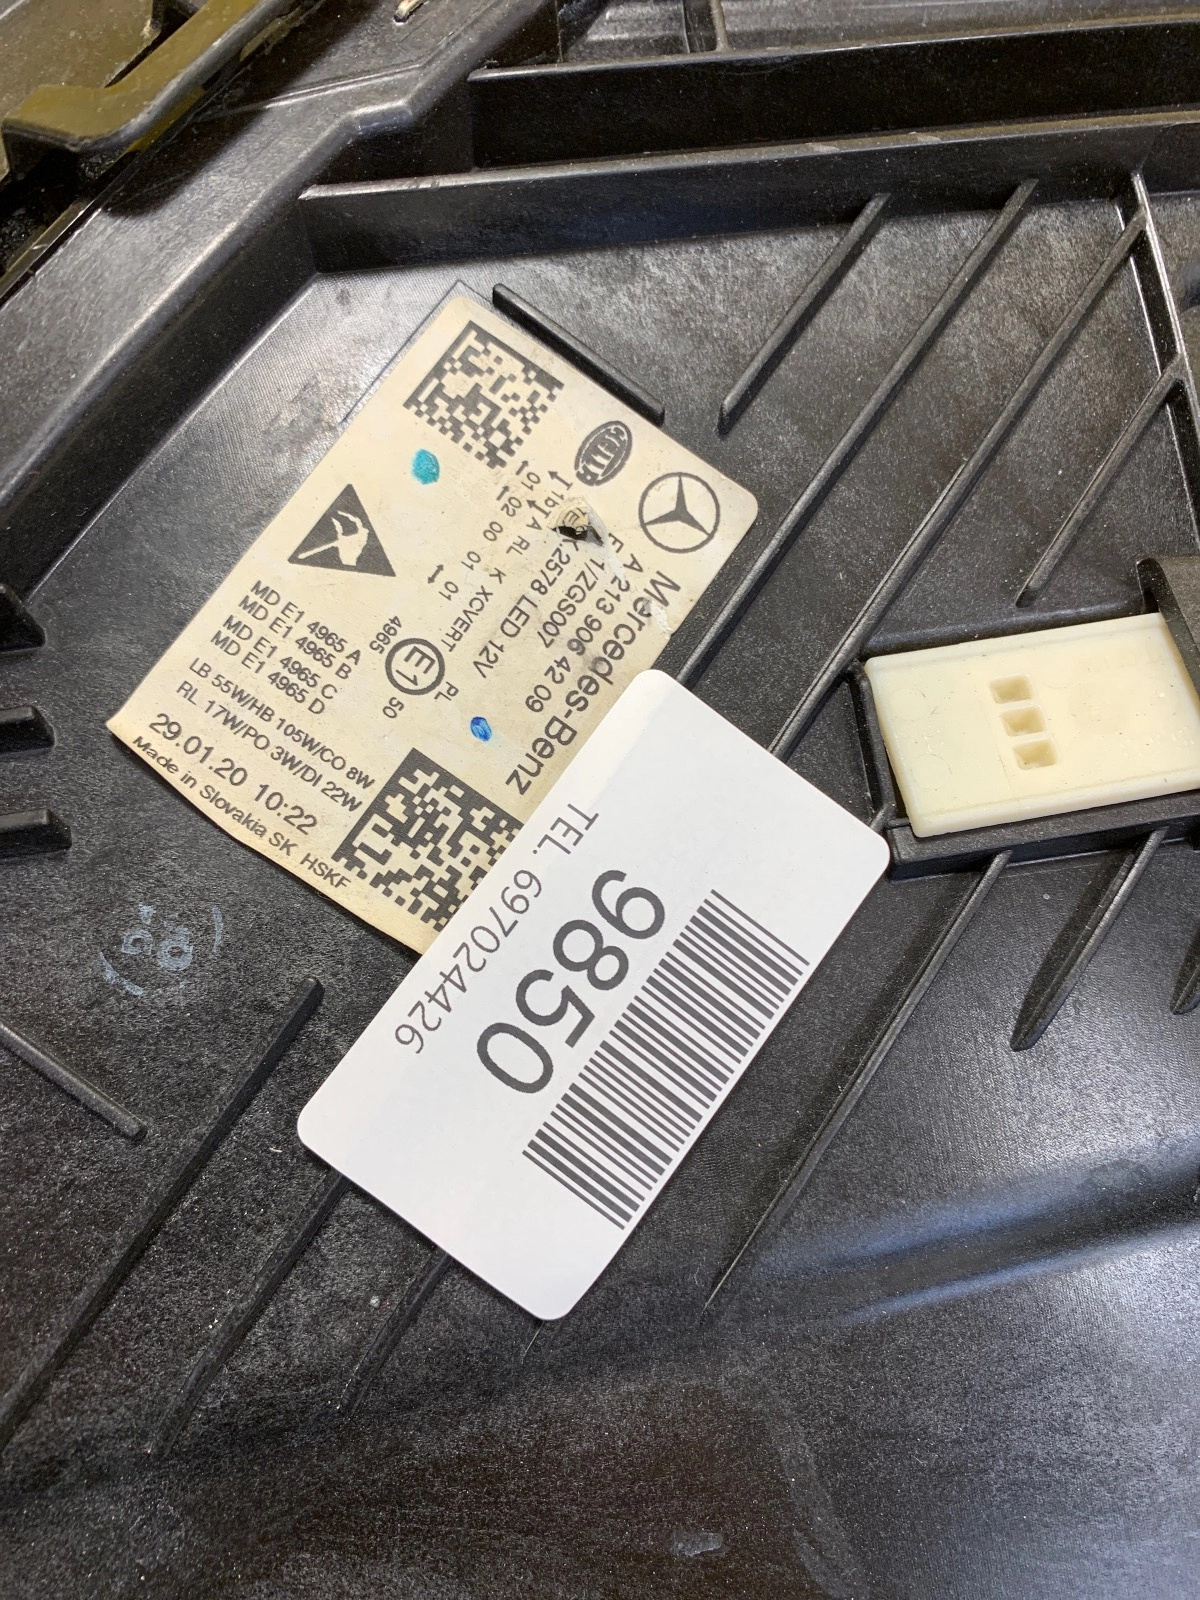 HELLA
Mercedes-Benz
A 213 906 42 09
1/ZGS007
2578 LED 12V
A RL K XCVERT PL
01 02 00 01 01
4965
E1
50
MD E1 4965 A
MD E1 4965 B
MD E1 4965 C
MD E1 4965 D
LB 55W/HB 105W/CO 8W
RL 17W/PO 3W/DI 22W
29.01.20 10:22
Made in Slovakia SK HSKF
9850
TEL. 697024426